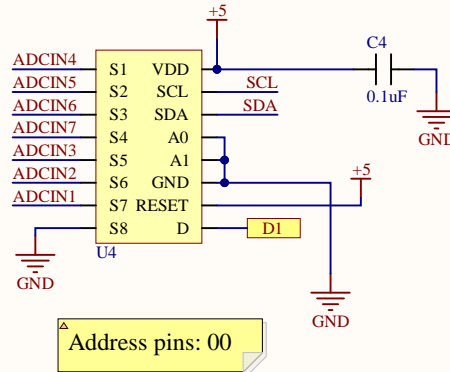 +5
C4
0.1uF
GND
ADCIN4 S1 VDD
ADCIN5 S2 SCL SCL
ADCIN6 S3 SDA SDA
ADCIN7 S4 A0
ADCIN3 S5 A1
ADCIN2 S6 GND +5
ADCIN1 S7 RESET
S8 D D1
U4
GND
GND
Address pins: 00